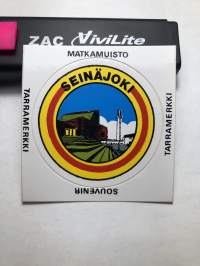 ZAC ViviLite
MATKAMUISTO
SEINÄJOKI
TARRAMERKKI
TARRAMERKKI
SOUVENIR